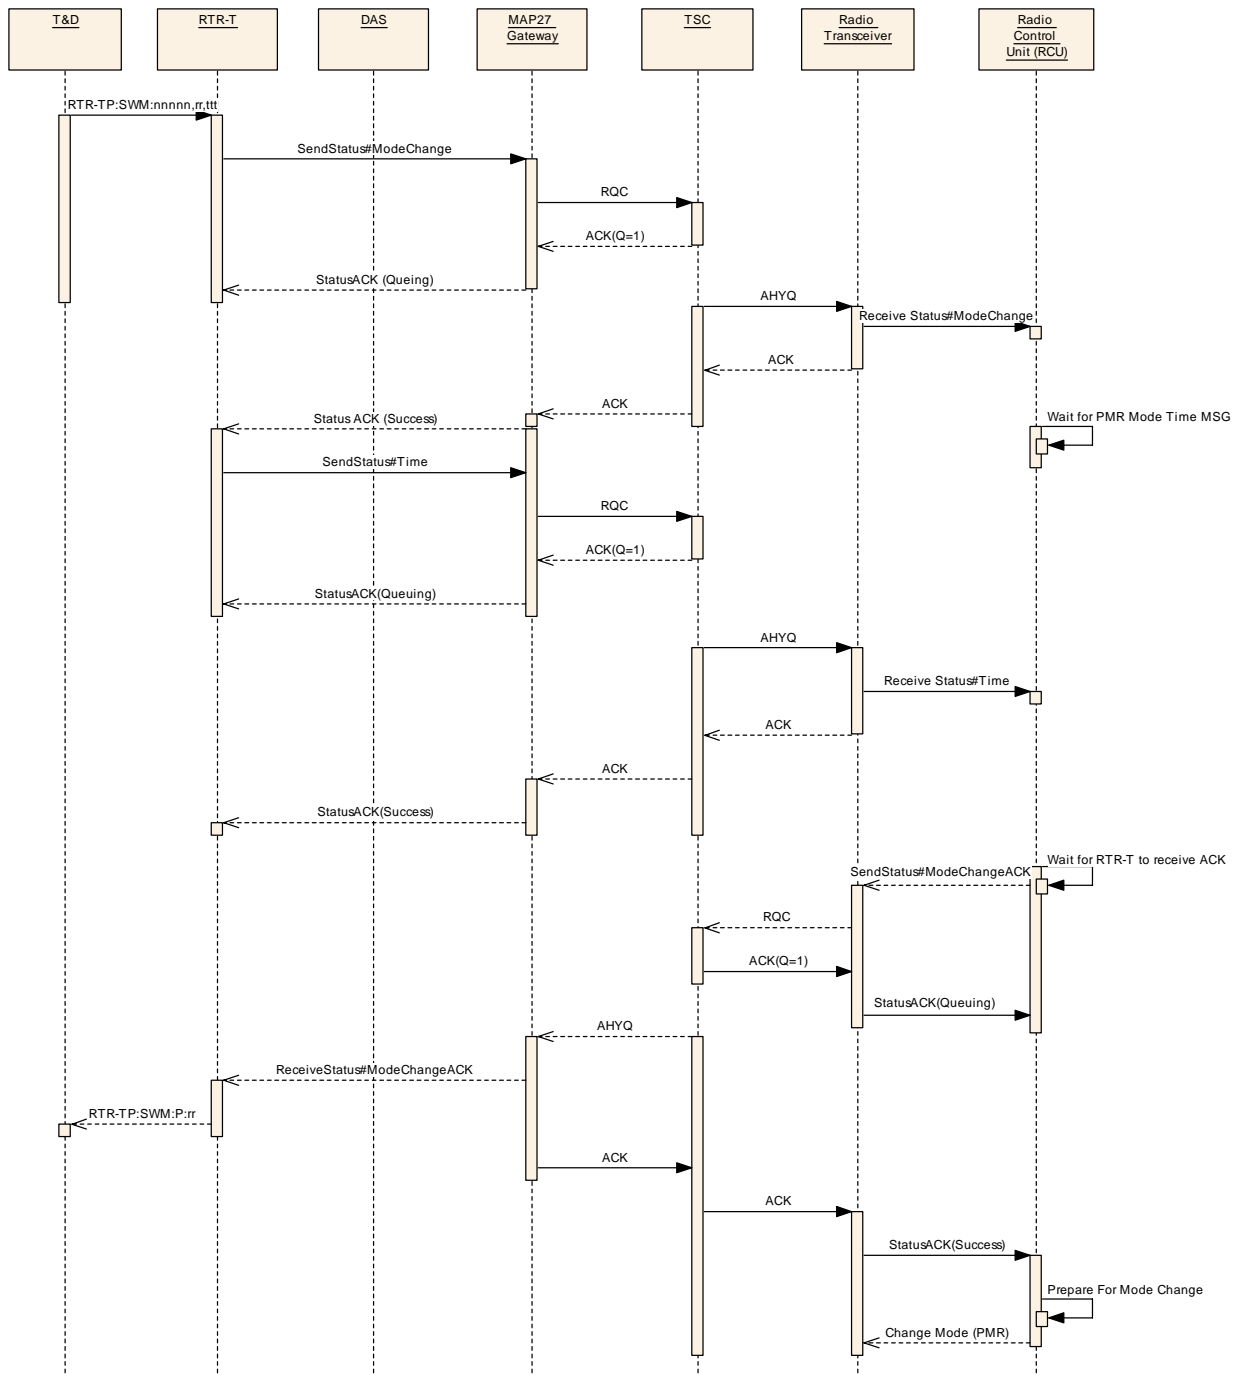 T&D
RTR-T
DAS
MAP27
Gateway
TSC
Radio
Transceiver
Radio
Control
Unit (RCU)
RTR-TP:SWM:nnnnn,rr,ttt
SendStatus#ModeChange
RQC
ACK(Q=1)
StatusACK (Queing)
AHYQ
Receive Status#ModeChange
ACK
ACK
Status ACK (Success)
Wait for PMR Mode Time MSG
SendStatus#Time
RQC
ACK(Q=1)
StatusACK(Queuing)
AHYQ
Receive Status#Time
ACK
ACK
StatusACK(Success)
Wait for RTR-T to receive ACK
SendStatus#ModeChangeACK
RQC
ACK(Q=1)
StatusACK(Queuing)
AHYQ
ReceiveStatus#ModeChangeACK
RTR-TP:SWM:P:rr
ACK
ACK
StatusACK(Success)
Prepare For Mode Change
Change Mode (PMR)